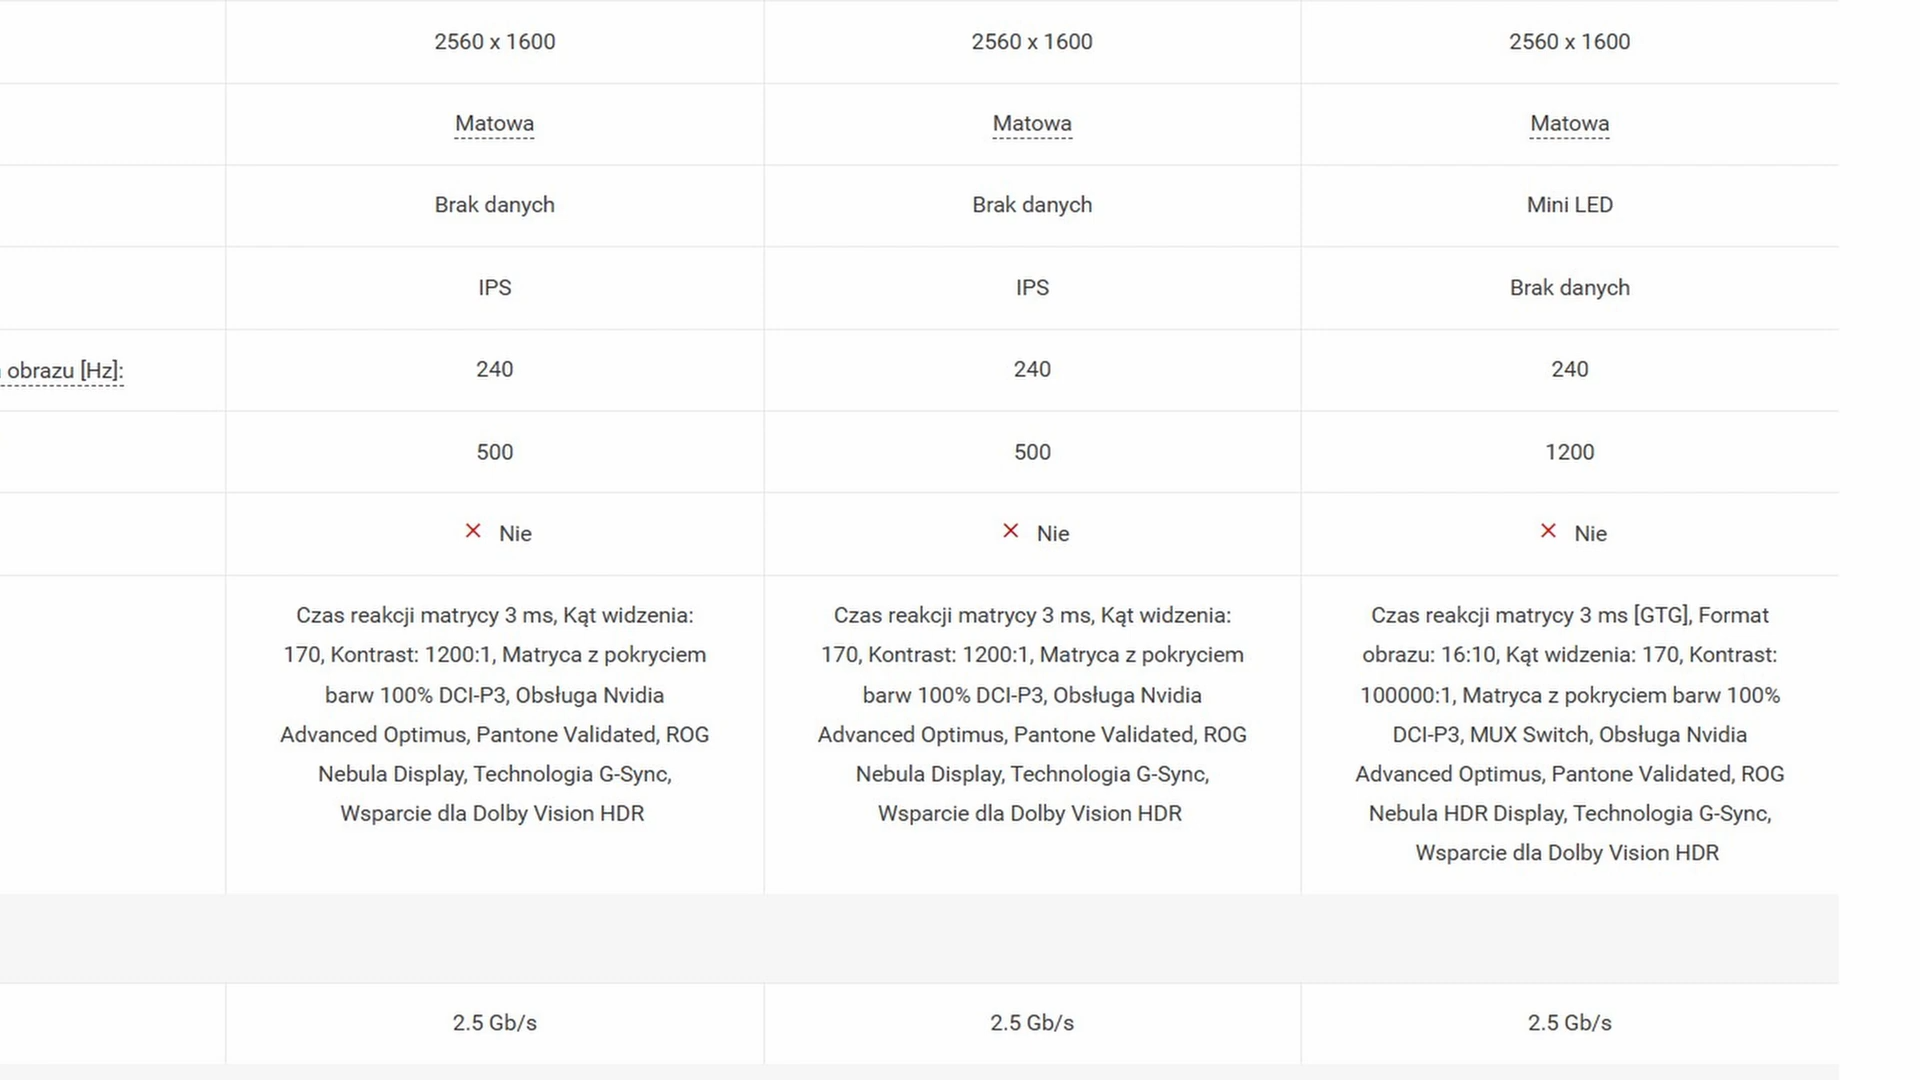 2560 x 1600 2560 x 1600 2560 x 1600
Matowa Matowa Matowa
Brak danych Brak danych Mini LED
IPS IPS Brak danych
obrazu [Hz]: 240 240 240
500 500 1200
Nie Nie Nie
Czas reakcji matrycy 3 ms, Kąt widzenia:
170, Kontrast: 1200:1, Matryca z pokryciem
barw 100% DCI-P3, Obsługa Nvidia
Advanced Optimus, Pantone Validated, ROG
Nebula Display, Technologia G-Sync,
Wsparcie dla Dolby Vision HDR
Czas reakcji matrycy 3 ms, Kąt widzenia:
170, Kontrast: 1200:1, Matryca z pokryciem
barw 100% DCI-P3, Obsługa Nvidia
Advanced Optimus, Pantone Validated, ROG
Nebula Display, Technologia G-Sync,
Wsparcie dla Dolby Vision HDR
Czas reakcji matrycy 3 ms [GTG], Format
obrazu: 16:10, Kąt widzenia: 170, Kontrast:
100000:1, Matryca z pokryciem barw 100%
DCI-P3, MUX Switch, Obsługa Nvidia
Advanced Optimus, Pantone Validated, ROG
Nebula HDR Display, Technologia G-Sync,
Wsparcie dla Dolby Vision HDR
2.5 Gb/s 2.5 Gb/s 2.5 Gb/s